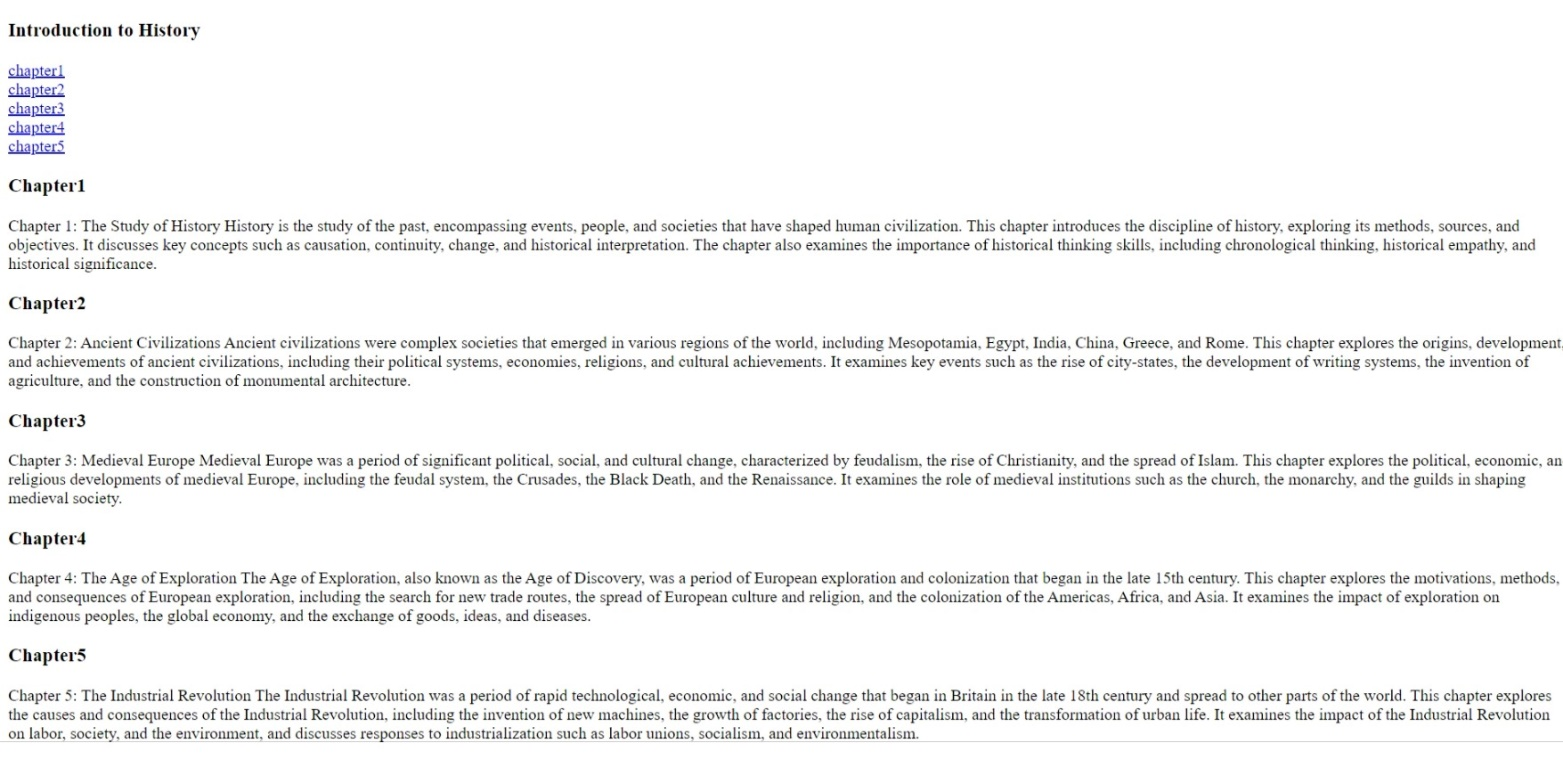 Introduction to History
chapter1
chapter2
chapter3
chapter4
chapter5
Chapter1
Chapter 1: The Study of History History is the study of the past, encompassing events, people, and societies that have shaped human civilization. This chapter introduces the discipline of history, exploring its methods, sources, and
objectives. It discusses key concepts such as causation, continuity, change, and historical interpretation. The chapter also examines the importance of historical thinking skills, including chronological thinking, historical empathy, and
historical significance.
Chapter2
Chapter 2: Ancient Civilizations Ancient civilizations were complex societies that emerged in various regions of the world, including Mesopotamia, Egypt, India, China, Greece, and Rome. This chapter explores the origins, development,
and achievements of ancient civilizations, including their political systems, economies, religions, and cultural achievements. It examines key events such as the rise of city-states, the development of writing systems, the invention of
agriculture, and the construction of monumental architecture.
Chapter3
Chapter 3: Medieval Europe Medieval Europe was a period of significant political, social, and cultural change, characterized by feudalism, the rise of Christianity, and the spread of Islam. This chapter explores the political, economic, an
religious developments of medieval Europe, including the feudal system, the Crusades, the Black Death, and the Renaissance. It examines the role of medieval institutions such as the church, the monarchy, and the guilds in shaping
medieval society.
Chapter4
Chapter 4: The Age of Exploration The Age of Exploration, also known as the Age of Discovery, was a period of European exploration and colonization that began in the late 15th century. This chapter explores the motivations, methods,
and consequences of European exploration, including the search for new trade routes, the spread of European culture and religion, and the colonization of the Americas, Africa, and Asia. It examines the impact of exploration on
indigenous peoples, the global economy, and the exchange of goods, ideas, and diseases.
Chapter5
Chapter 5: The Industrial Revolution The Industrial Revolution was a period of rapid technological, economic, and social change that began in Britain in the late 18th century and spread to other parts of the world. This chapter explores
the causes and consequences of the Industrial Revolution, including the invention of new machines, the growth of factories, the rise of capitalism, and the transformation of urban life. It examines the impact of the Industrial Revolution
on labor, society, and the environment, and discusses responses to industrialization such as labor unions, socialism, and environmentalism.